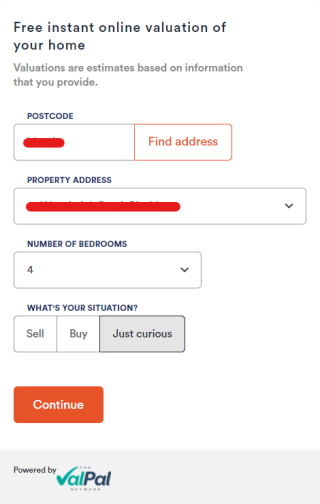 Free instant online valuation of
your home
Valuations are estimates based on information
that you provide.
POSTCODE
Find address
PROPERTY ADDRESS
NUMBER OF BEDROOMS
4
WHAT'S YOUR SITUATION?
Sell Buy Just curious
Continue
Powered by THE
ValPal
NETWORK